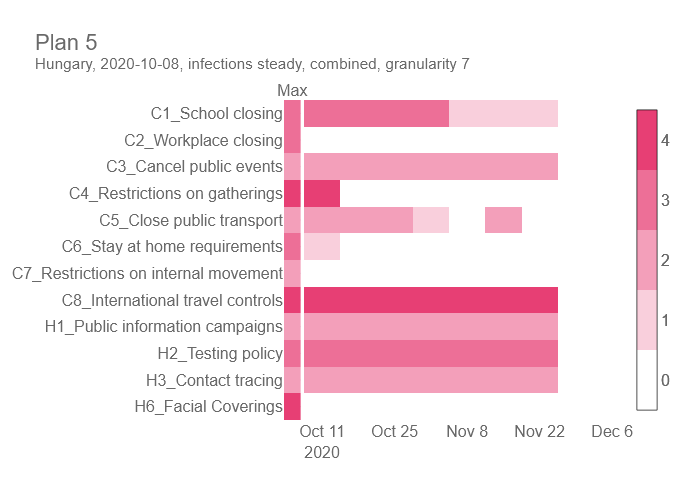 Plan 5
Hungary, 2020-10-08, infections steady, combined, granularity 7
Max
C1_School closing
C2_Workplace closing
C3_Cancel public events
C4_Restrictions on gatherings
C5_Close public transport
C6_Stay at home requirements
C7_Restrictions on internal movement
C8_International travel controls
H1_Public information campaigns
H2_Testing policy
H3_Contact tracing
H6_Facial Coverings
Oct 11 Oct 25 Nov 8 Nov 22 Dec 6
2020
4
3
2
1
0